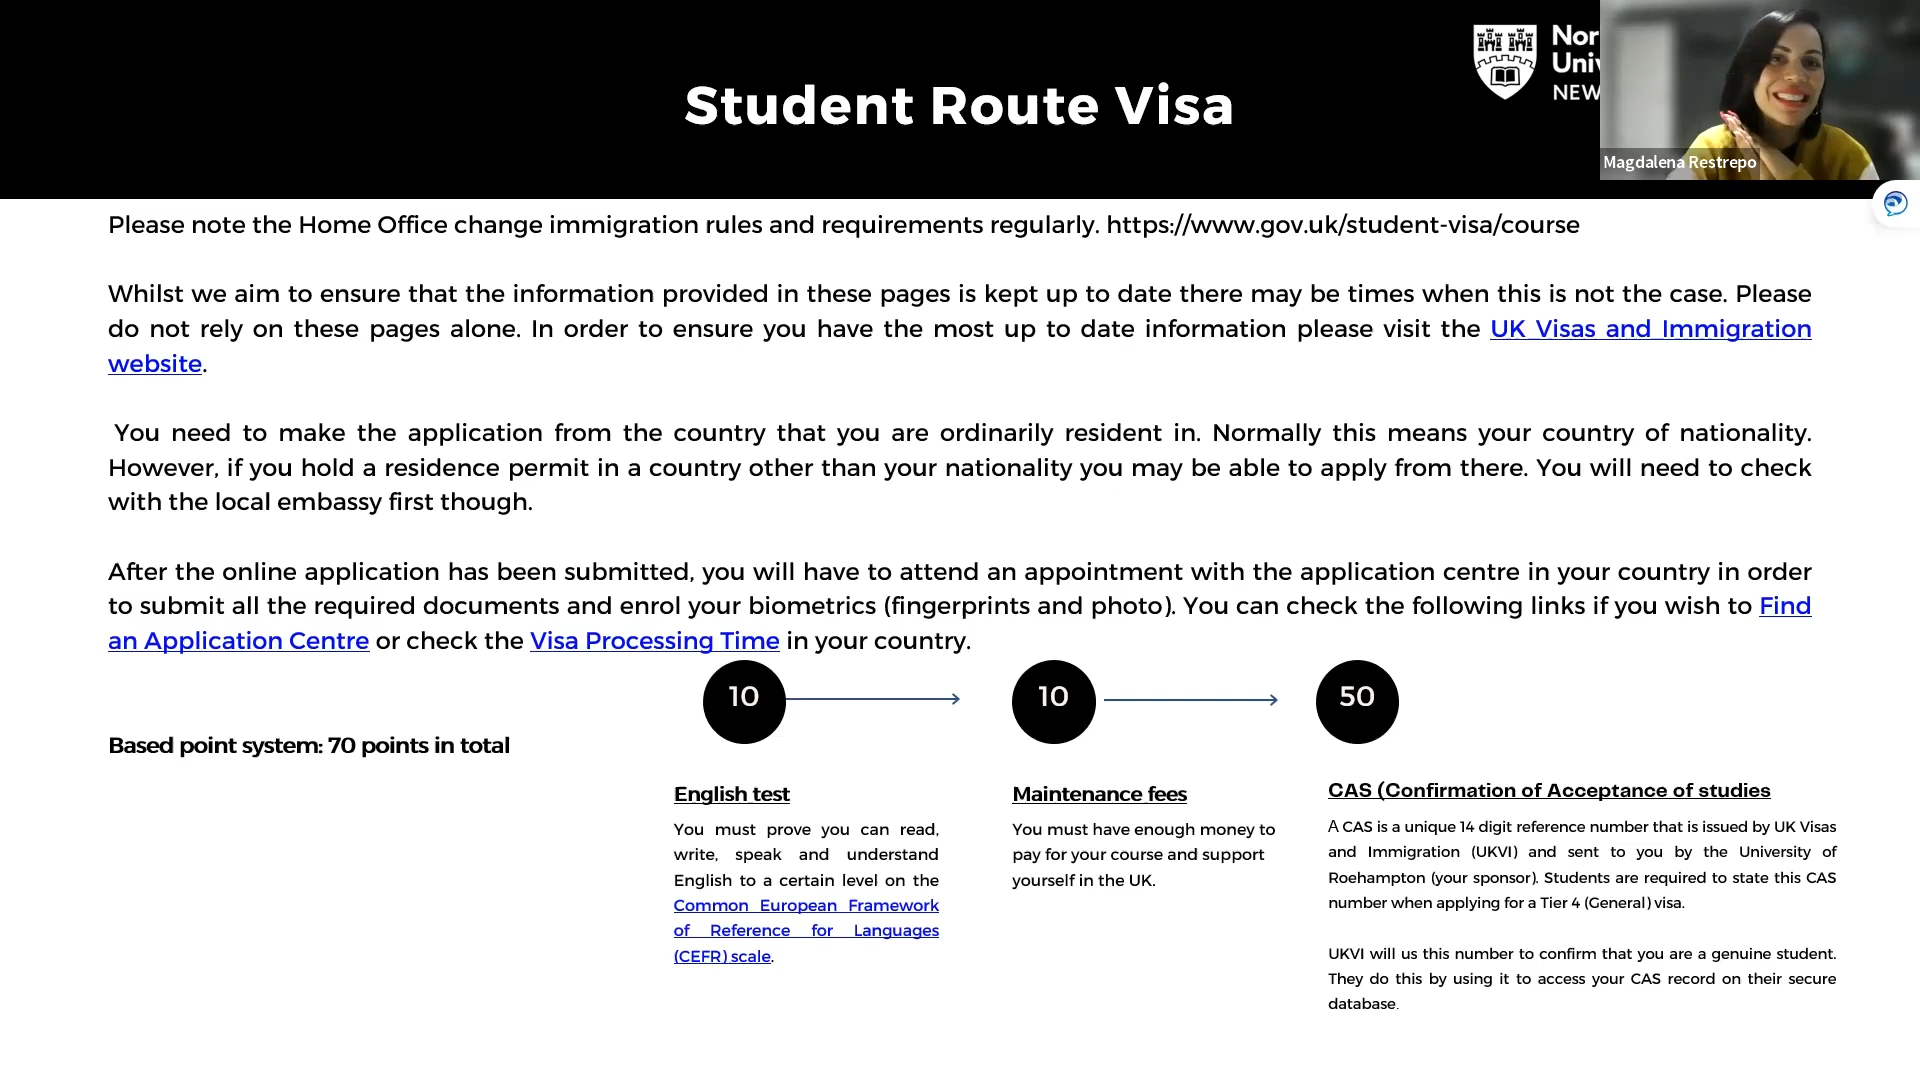 Student Route Visa
Nor
Univ
NEW
Magdalena Restrepo
Please note the Home Office change immigration rules and requirements regularly. https://www.gov.uk/student-visa/course
Whilst we aim to ensure that the information provided in these pages is kept up to date there may be times when this is not the case. Please
do not rely on these pages alone. In order to ensure you have the most up to date information please visit the UK Visas and Immigration
website.
You need to make the application from the country that you are ordinarily resident in. Normally this means your country of nationality.
However, if you hold a residence permit in a country other than your nationality you may be able to apply from there. You will need to check
with the local embassy first though.
After the online application has been submitted, you will have to attend an appointment with the application centre in your country in order
to submit all the required documents and enrol your biometrics (fingerprints and photo). You can check the following links if you wish to Find
an Application Centre or check the Visa Processing Time in your country.
Based point system: 70 points in total
10
English test
You must prove you can read,
write, speak and understand
English to a certain level on the
Common European Framework
of Reference for Languages
(CEFR) scale.
10
Maintenance fees
You must have enough money to
pay for your course and support
yourself in the UK.
50
CAS (Confirmation of Acceptance of studies
A CAS is a unique 14 digit reference number that is issued by UK Visas
and Immigration (UKVI) and sent to you by the University of
Roehampton (your sponsor). Students are required to state this CAS
number when applying for a Tier 4 (General) visa.
UKVI will us this number to confirm that you are a genuine student.
They do this by using it to access your CAS record on their secure
database.